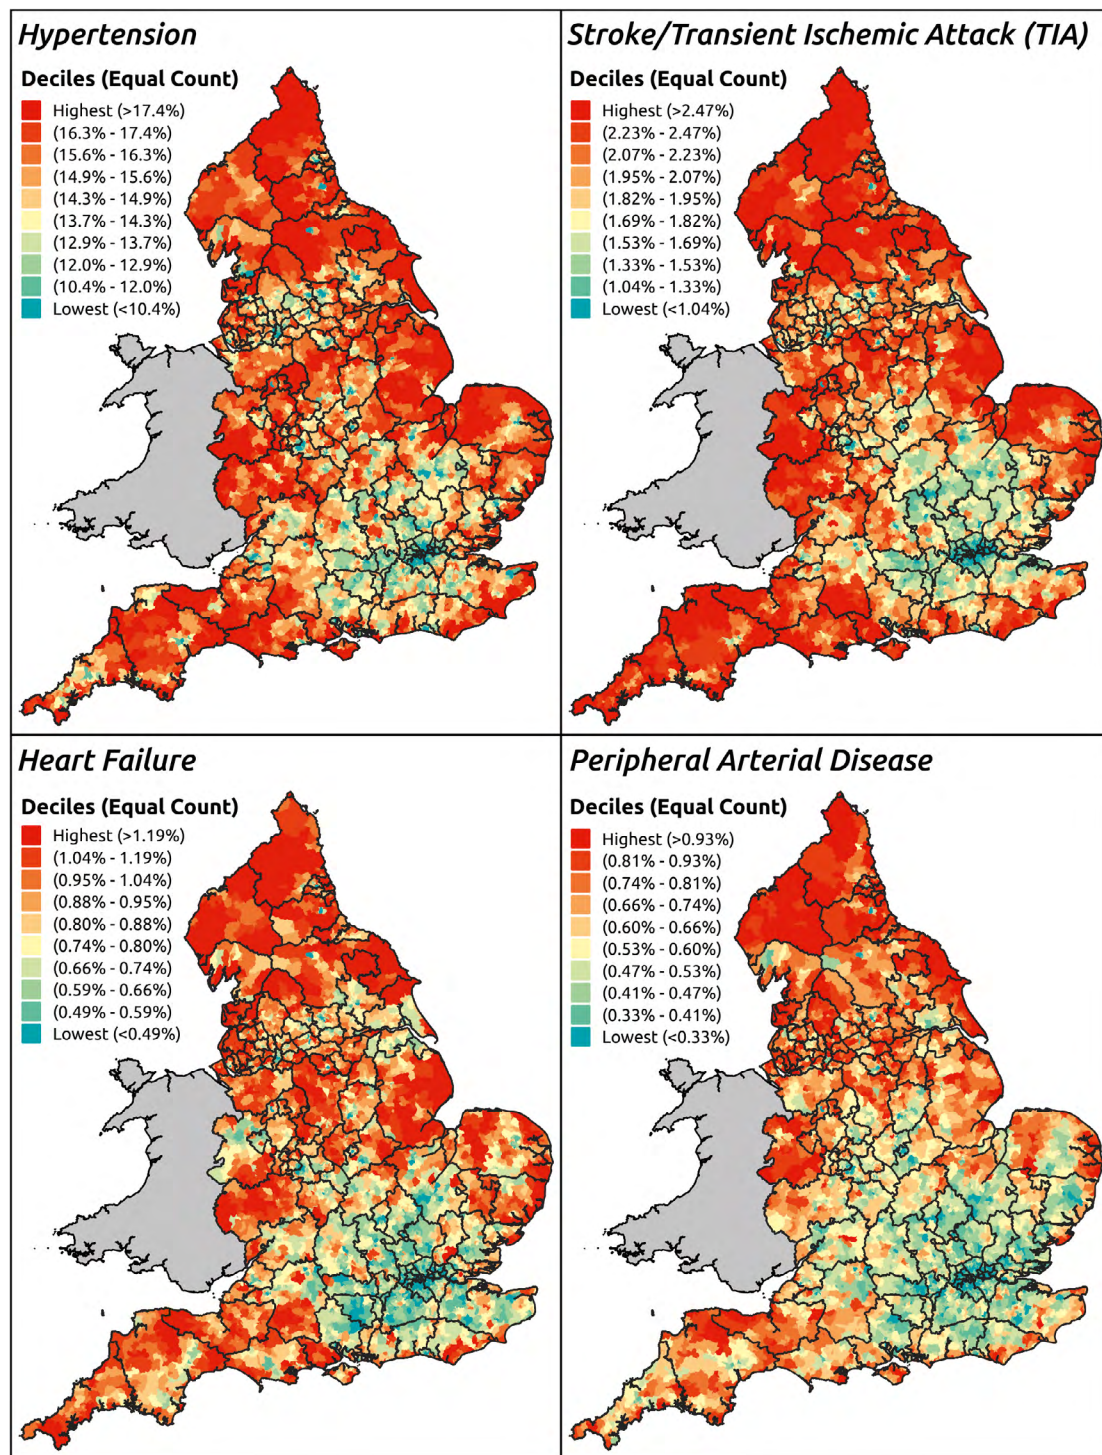 Hypertension
Deciles (Equal Count)
Highest (>17.4%)
(16.3% - 17.4%)
(15.6% - 16.3%)
(14.9% - 15.6%)
(14.3% - 14.9%)
(13.7% - 14.3%)
(12.9% - 13.7%)
(12.0% - 12.9%)
(10.4% - 12.0%)
Lowest (<10.4%)
Stroke/Transient Ischemic Attack (TIA)
Deciles (Equal Count)
Highest (>2.47%)
(2.23% - 2.47%)
(2.07% - 2.23%)
(1.95% - 2.07%)
(1.82% - 1.95%)
(1.69% - 1.82%)
(1.53% - 1.69%)
(1.33% - 1.53%)
(1.04% - 1.33%)
Lowest (<1.04%)
Heart Failure
Deciles (Equal Count)
Highest (>1.19%)
(1.04% - 1.19%)
(0.95% - 1.04%)
(0.88% - 0.95%)
(0.80% - 0.88%)
(0.74% - 0.80%)
(0.66% - 0.74%)
(0.59% - 0.66%)
(0.49% - 0.59%)
Lowest (<0.49%)
Peripheral Arterial Disease
Deciles (Equal Count)
Highest (>0.93%)
(0.81% - 0.93%)
(0.74% - 0.81%)
(0.66% - 0.74%)
(0.60% - 0.66%)
(0.53% - 0.60%)
(0.47% - 0.53%)
(0.41% - 0.47%)
(0.33% - 0.41%)
Lowest (<0.33%)